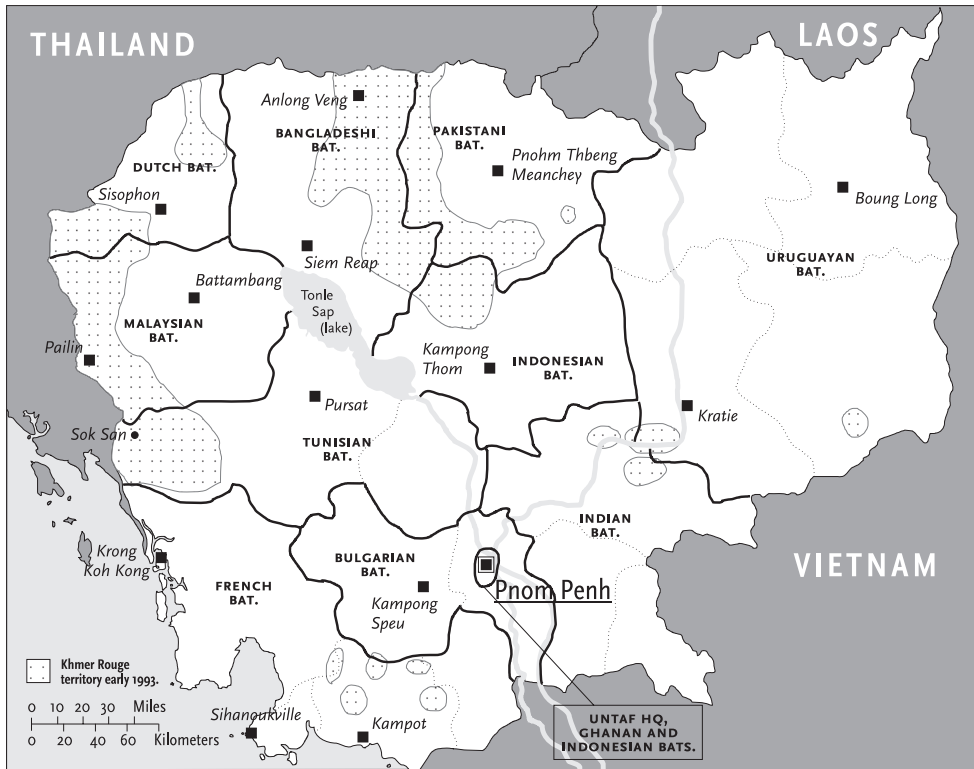 THAILAND
LAOS
Anlong Veng
BANGLADESHI
BAT.
PAKISTANI
BAT.
DUTCH BAT.
Pnohm Thbeng
Meanchey
Sisophon
Boung Long
Siem Reap
URUGUAYAN
BAT.
Battambang
Tonle
Sap
(lake)
MALAYSIAN
BAT.
Pailin
Kampong
Thom
INDONESIAN
BAT.
Pursat
Kratie
Sok San
TUNISIAN
BAT.
INDIAN
BAT.
Krong
Koh Kong
BULGARIAN
BAT.
VIETNAM
FRENCH
BAT.
Pnom Penh
Kampong
Speu
Khmer Rouge
territory early 1993.
0 10 30 Miles
0 20 40 60 Kilometers
Sihanoukville
Kampot
UNTAF HQ,
GHANAN AND
INDONESIAN BATS.